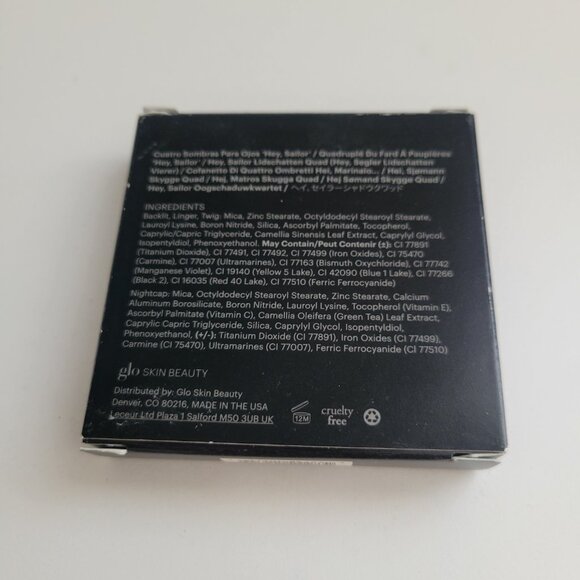 Cuatro Sombras Para Ojos 'Hey, Sailor' / Quadruplé Du Fard À Paupières
'Hey, Sailor' / Hey, Sailor Lidschatten Quad (Hey, Segler Lidschatten
Vierer) / Cofanetto Di Quattro Ombretti Hei, Marinaio... / Hei, Sjømann
Skygge Quad / Hej, Matros Skugga Quad / Hej Sømand Skygge Quad /
Hey, Sailor Oogschaduwkwartet / ヘイ、セイラーシャドウクワッド
INGREDIENTS
Backlit, Linger, Twig: Mica, Zinc Stearate, Octyldodecyl Stearoyl Stearate,
Lauroyl Lysine, Boron Nitride, Silica, Ascorbyl Palmitate, Tocopherol,
Caprylic/Capric Triglyceride, Camellia Sinensis Leaf Extract, Caprylyl Glycol,
Isopentyldiol, Phenoxyethanol. May Contain/Peut Contenir (±): CI 77891
(Titanium Dioxide), CI 77491, CI 77492, CI 77499 (Iron Oxides), CI 75470
(Carmine), CI 77007 (Ultramarines), CI 77163 (Bismuth Oxychloride), CI 77742
(Manganese Violet), CI 19140 (Yellow 5 Lake), CI 42090 (Blue 1 Lake), CI 77266
(Black 2), CI 16035 (Red 40 Lake), CI 77510 (Ferric Ferrocyanide)
Nightcap: Mica, Octyldodecyl Stearoyl Stearate, Zinc Stearate, Calcium
Aluminum Borosilicate, Boron Nitride, Lauroyl Lysine, Tocopherol (Vitamin E),
Ascorbyl Palmitate (Vitamin C), Camellia Oleifera (Green Tea) Leaf Extract,
Caprylic Capric Triglyceride, Silica, Caprylyl Glycol, Isopentyldiol,
Phenoxyethanol, (+/-): Titanium Dioxide (CI 77891), Iron Oxides (CI 77499),
Carmine (CI 75470), Ultramarines (CI 77007), Ferric Ferrocyanide (CI 77510)
glo SKIN BEAUTY
Distributed by: Glo Skin Beauty
Denver, CO 80216, MADE IN THE USA
Leceur Ltd Plaza 1 Salford M50 3UB UK
12M
cruelty
free